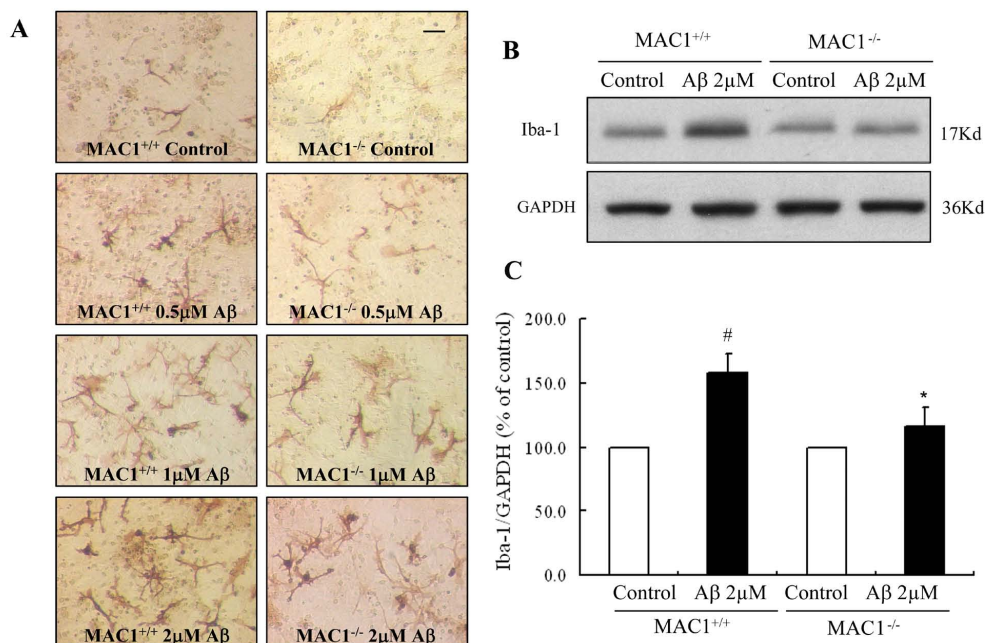 A
MAC1+/+ Control
MAC1-/- Control
MAC1+/+ 0.5µM Aβ
MAC1-/- 0.5µM Aβ
MAC1+/+ 1µM Aβ
MAC1-/- 1µM Aβ
MAC1+/+ 2µM Aβ
MAC1-/- 2µM Aβ
B
MAC1+/+ MAC1-/-
Control Aβ 2µM Control Aβ 2µM
Iba-1 17Kd
GAPDH 36Kd
C
Iba-1/GAPDH (% of control)
200.0
150.0
100.0
50.0
0.0
#
*
Control Aβ 2µM Control Aβ 2µM
MAC1+/+ MAC1-/-